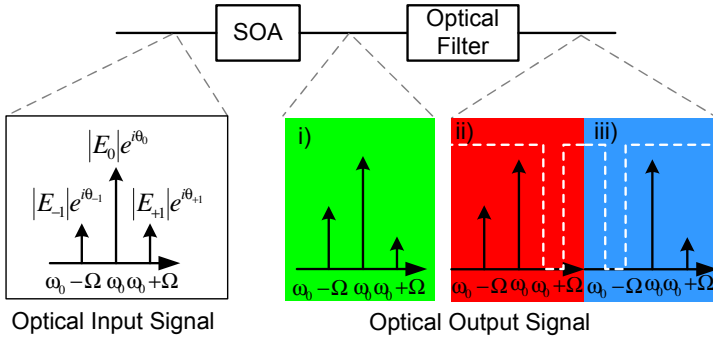 SOA
Optical
Filter
|E₀|e^{iθ₀}
|E₋₁|e^{iθ₋₁} |E₊₁|e^{iθ₊₁}
ω₀ − Ω ω₀ ω₀ + Ω
i)
ω₀ − Ω ω₀ ω₀ + Ω
ii)
ω₀ − Ω ω₀ ω₀ + Ω
iii)
ω₀ − Ω ω₀ ω₀ + Ω
Optical Input Signal
Optical Output Signal